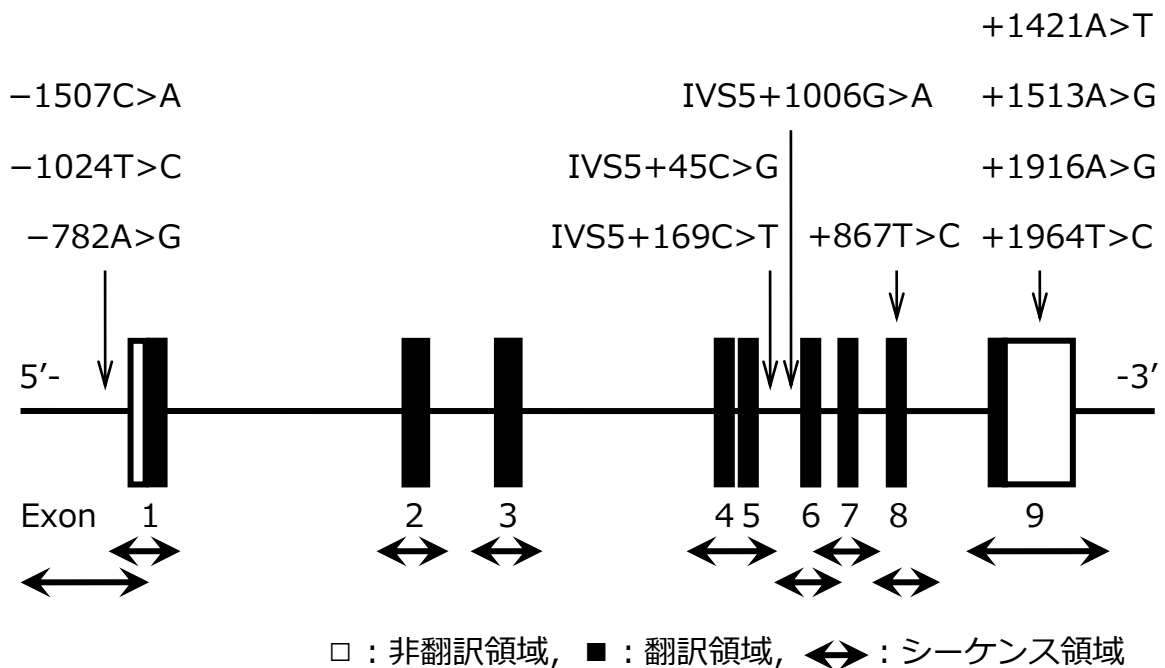 +1421A>T
−1507C>A IVS5+1006G>A +1513A>G
−1024T>C IVS5+45C>G +1916A>G
−782A>G IVS5+169C>T +867T>C +1964T>C
5′- -3′
Exon 1 2 3 4 5 6 7 8 9
□：非翻訳領域, ■：翻訳領域, ：シーケンス領域